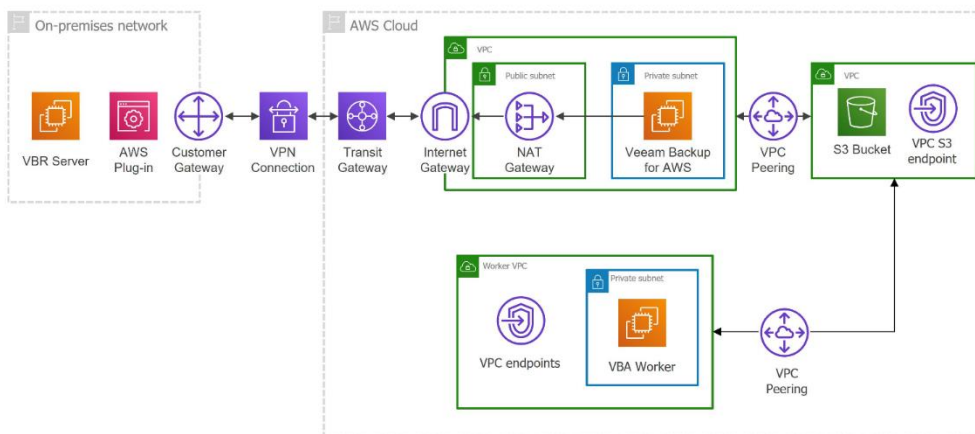 On-premises network
AWS Cloud
VPC
Public subnet
Private subnet
VPC
VBR Server
AWS
Plug-in
Customer
Gateway
VPN
Connection
Transit
Gateway
Internet
Gateway
NAT
Gateway
Veeam Backup
for AWS
VPC
Peering
S3 Bucket
VPC S3
endpoint
Worker VPC
Private subnet
VPC endpoints
VBA Worker
VPC
Peering